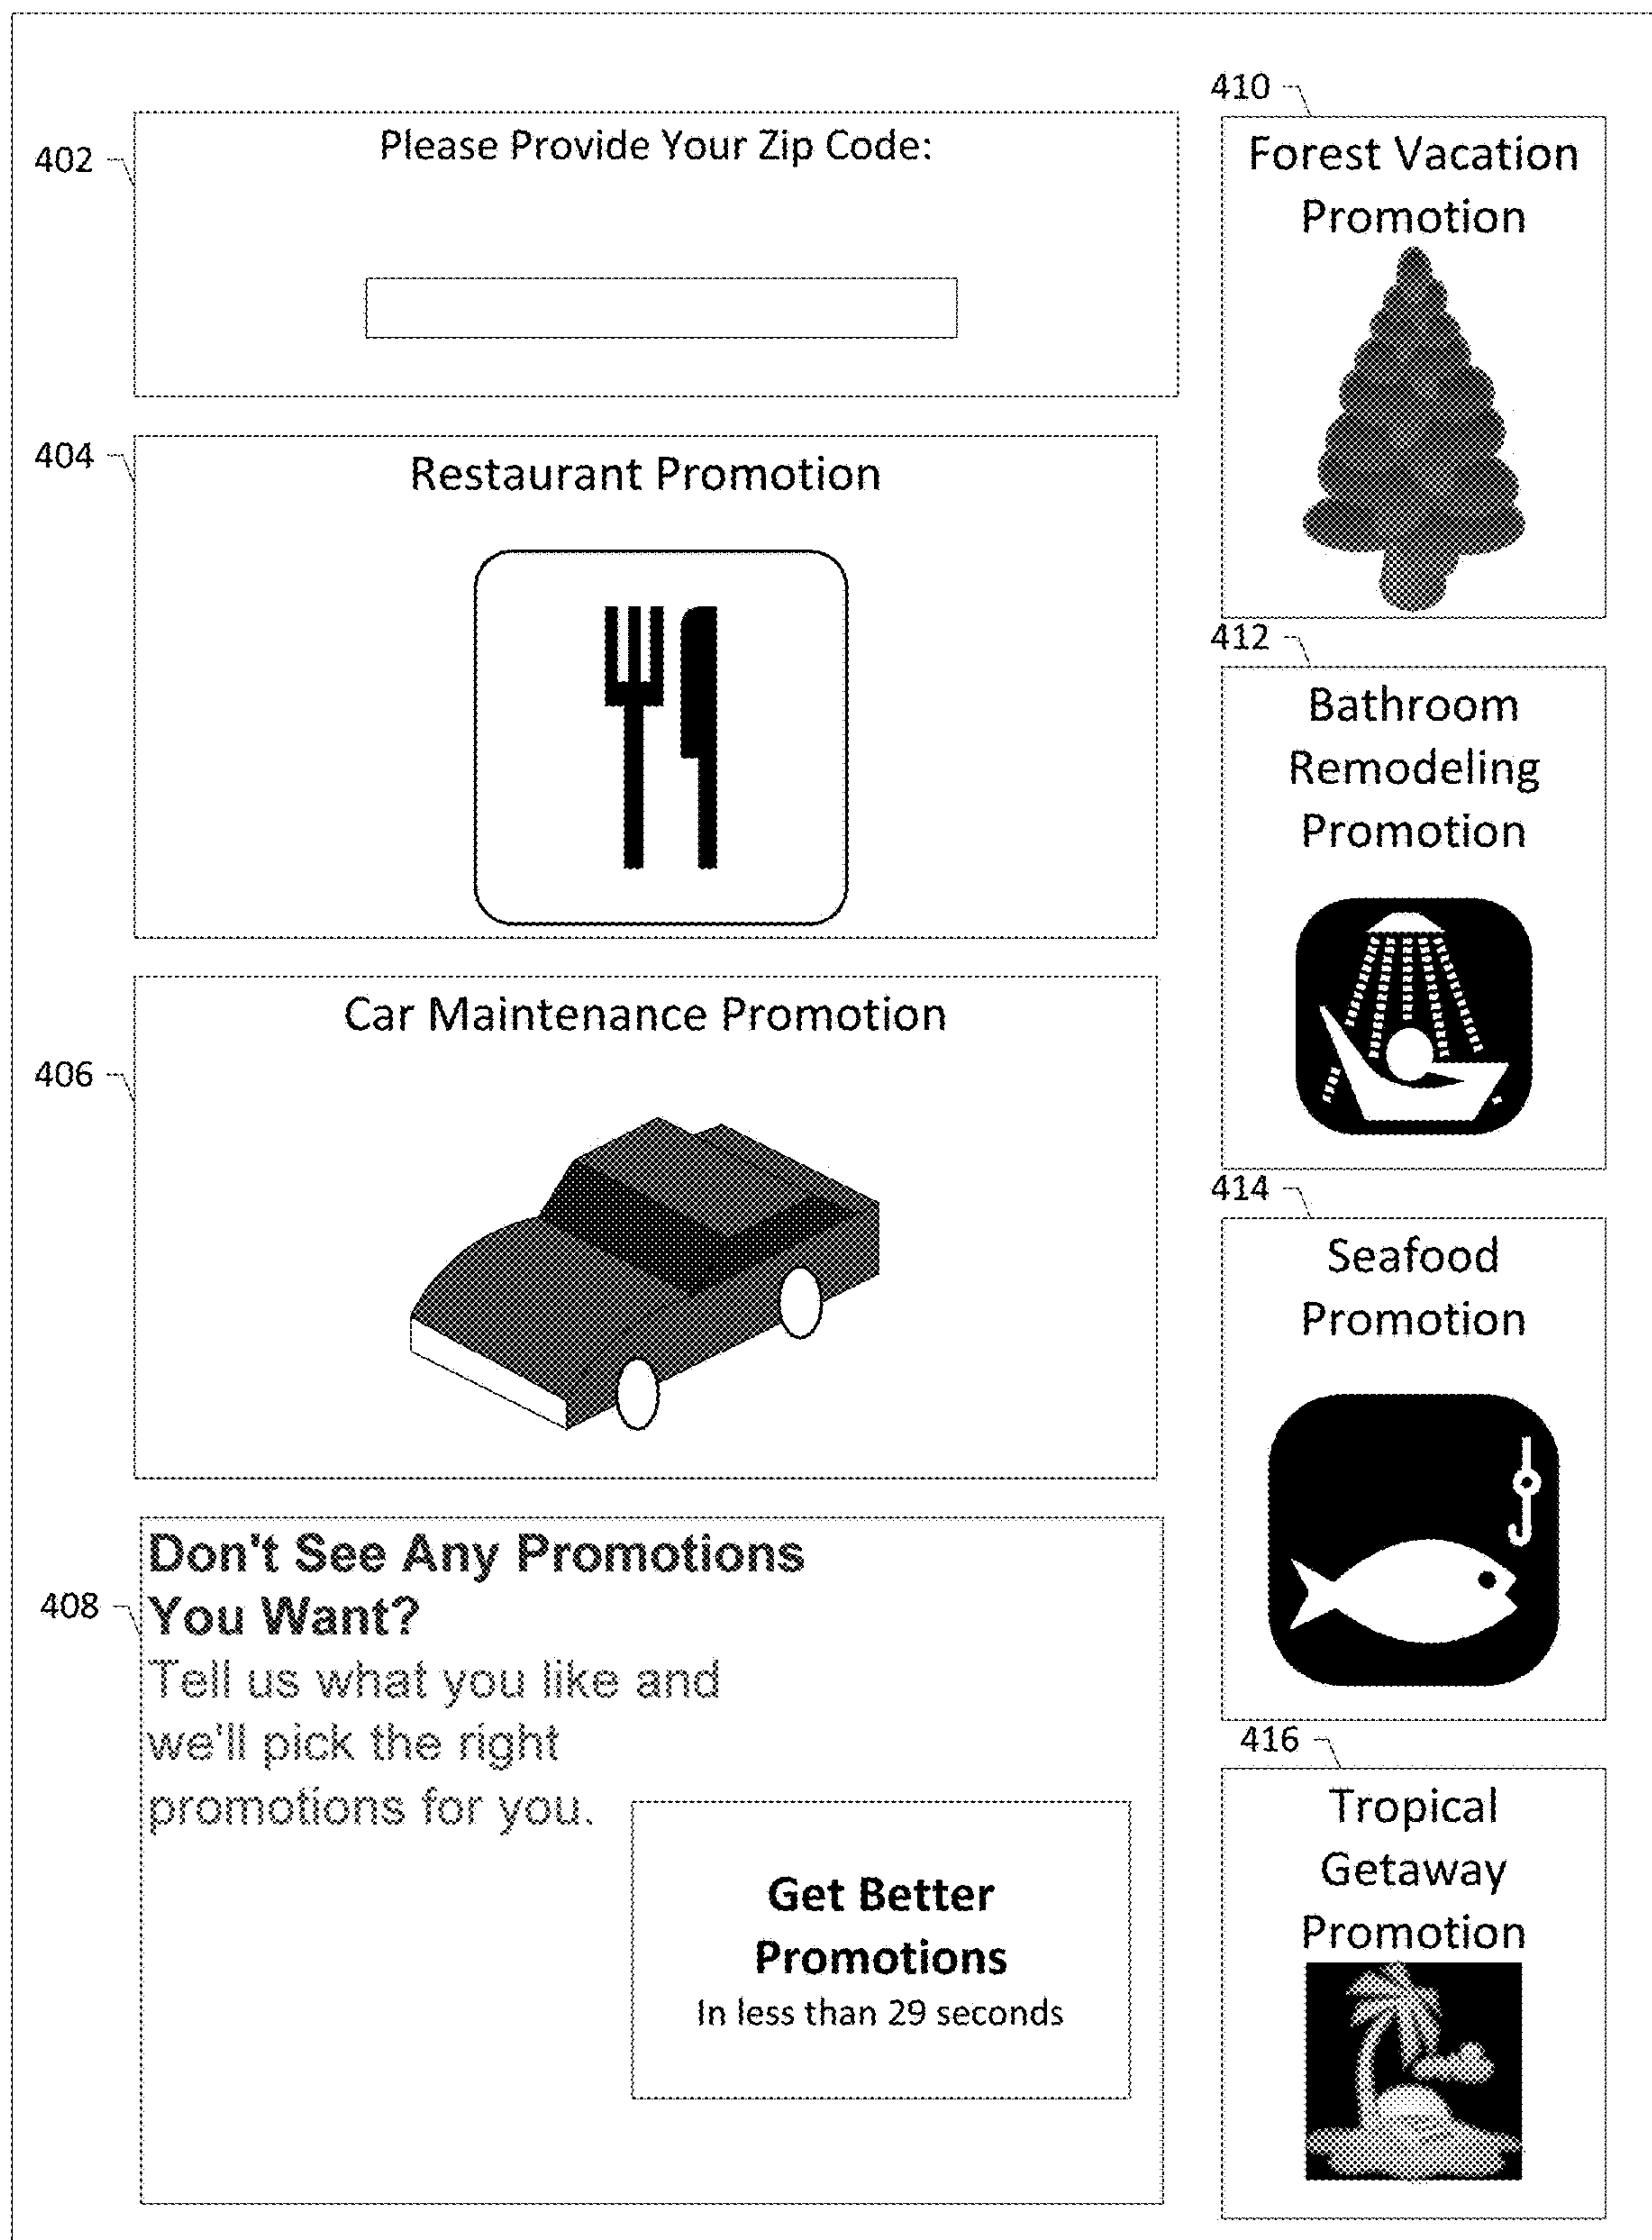 402
Please Provide Your Zip Code:
404
Restaurant Promotion
406
Car Maintenance Promotion
408
Don't See Any Promotions
You Want?
Tell us what you like and
we'll pick the right
promotions for you.
Get Better
Promotions
In less than 29 seconds
410
Forest Vacation
Promotion
412
Bathroom
Remodeling
Promotion
414
Seafood
Promotion
416
Tropical
Getaway
Promotion